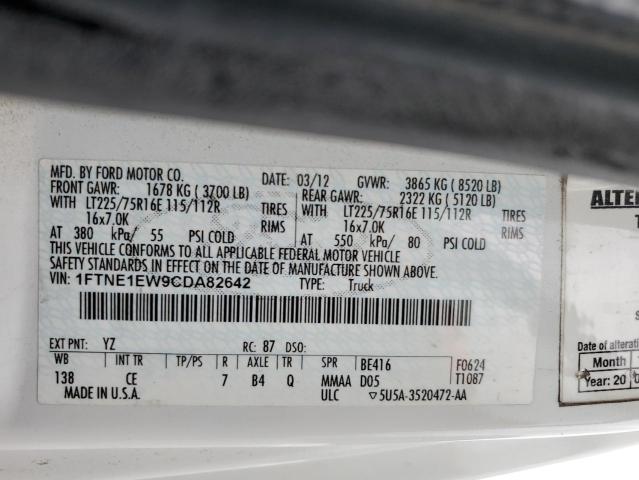 MFD. BY FORD MOTOR CO.
DATE: 03/12 GVWR: 3865 KG ( 8520 LB)
FRONT GAWR: 1678 KG ( 3700 LB) REAR GAWR: 2322 KG ( 5120 LB)
WITH LT225/75R16E 115/112R TIRES WITH LT225/75R16E 115/112R TIRES
16x7.0K RIMS 16x7.0K RIMS
AT 380 kPa/ 55 PSI COLD AT 550 kPa/ 80 PSI COLD
THIS VEHICLE CONFORMS TO ALL APPLICABLE FEDERAL MOTOR VEHICLE
SAFETY STANDARDS IN EFFECT ON THE DATE OF MANUFACTURE SHOWN ABOVE.
VIN: 1FTNE1EW9CDA82642 TYPE: Truck
EXT PNT: YZ RC: 87 DSO:
WB INT TR TP/PS R AXLE TR SPR BE416 F0624
138 CE 7 B4 Q MMAA D05 T1087
MADE IN U.S.A. ULC ▽5U5A-3520472-AA
ALTE
Date of alteration
Month
Year: 20